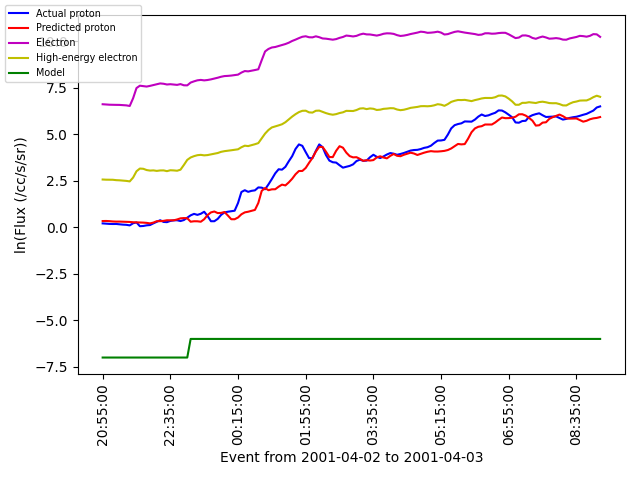 Actual proton
Predicted proton
Electron
High-energy electron
Model
7.5
5.0
2.5
0.0
−2.5
−5.0
−7.5
ln(Flux (/cc/s/sr))
20:55:00
22:35:00
00:15:00
01:55:00
03:35:00
05:15:00
06:55:00
08:35:00
Event from 2001-04-02 to 2001-04-03